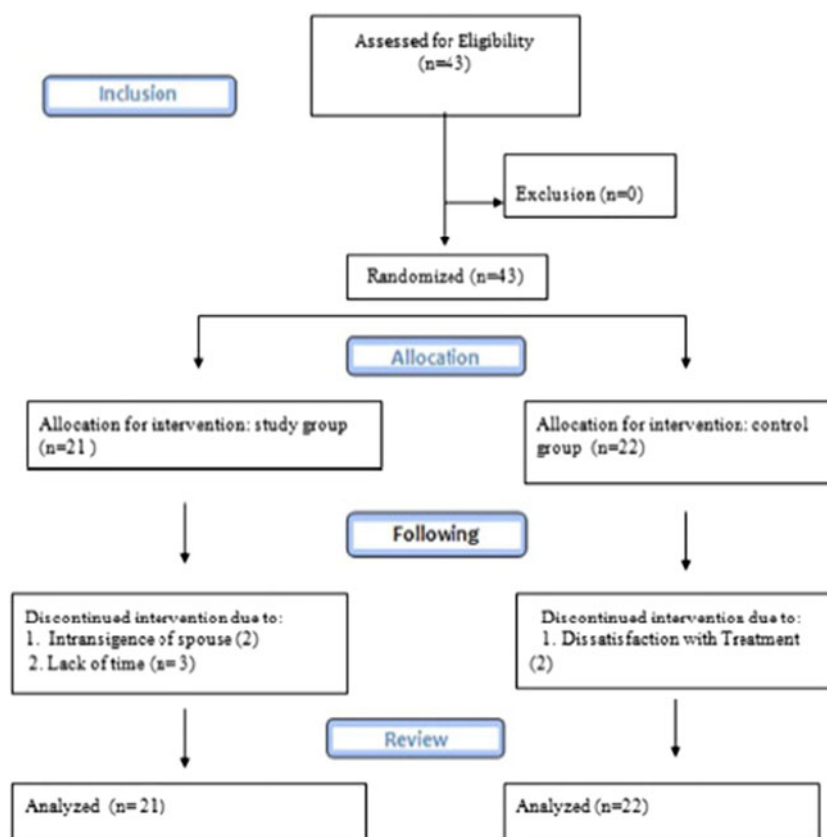 Assessed for Eligibility
(n=43)
Inclusion
Exclusion (n=0)
Randomized (n=43)
Allocation
Allocation for intervention: study group
(n=21 )
Allocation for intervention: control
group (n=22)
Following
Discontinued intervention due to:
1. Intransigence of spouse (2)
2. Lack of time (n=3)
Discontinued intervention due to:
1. Dissatisfaction with Treatment
(2)
Review
Analyzed (n=21)
Analyzed (n=22)